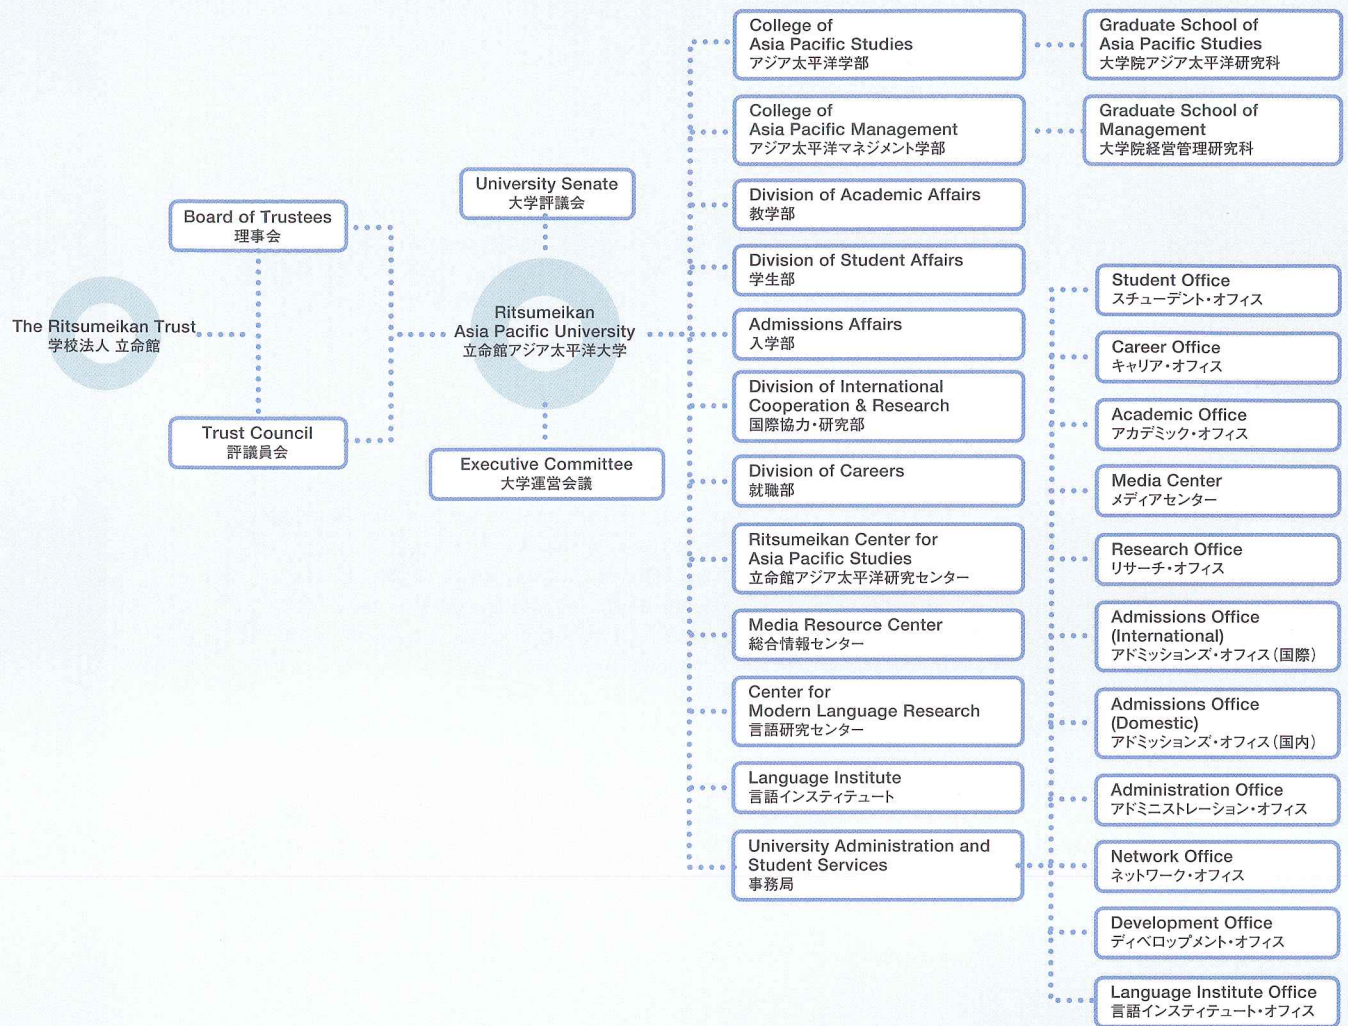 The Ritsumeikan Trust
学校法人 立命館
Board of Trustees
理事会
Trust Council
評議員会
University Senate
大学評議会
Ritsumeikan
Asia Pacific University
立命館アジア太平洋大学
Executive Committee
大学運営会議
College of
Asia Pacific Studies
アジア太平洋学部
College of
Asia Pacific Management
アジア太平洋マネジメント学部
Division of Academic Affairs
教学部
Division of Student Affairs
学生部
Admissions Affairs
入学部
Division of International
Cooperation & Research
国際協力・研究部
Division of Careers
就職部
Ritsumeikan Center for
Asia Pacific Studies
立命館アジア太平洋研究センター
Media Resource Center
総合情報センター
Center for
Modern Language Research
言語研究センター
Language Institute
言語インスティテュート
University Administration and
Student Services
事務局
Graduate School of
Asia Pacific Studies
大学院アジア太平洋研究科
Graduate School of
Management
大学院経営管理研究科
Student Office
スチューデント・オフィス
Career Office
キャリア・オフィス
Academic Office
アカデミック・オフィス
Media Center
メディアセンター
Research Office
リサーチ・オフィス
Admissions Office
(International)
アドミッションズ・オフィス(国際)
Admissions Office
(Domestic)
アドミッションズ・オフィス(国内)
Administration Office
アドミニストレーション・オフィス
Network Office
ネットワーク・オフィス
Development Office
ディベロップメント・オフィス
Language Institute Office
言語インスティテュート・オフィス